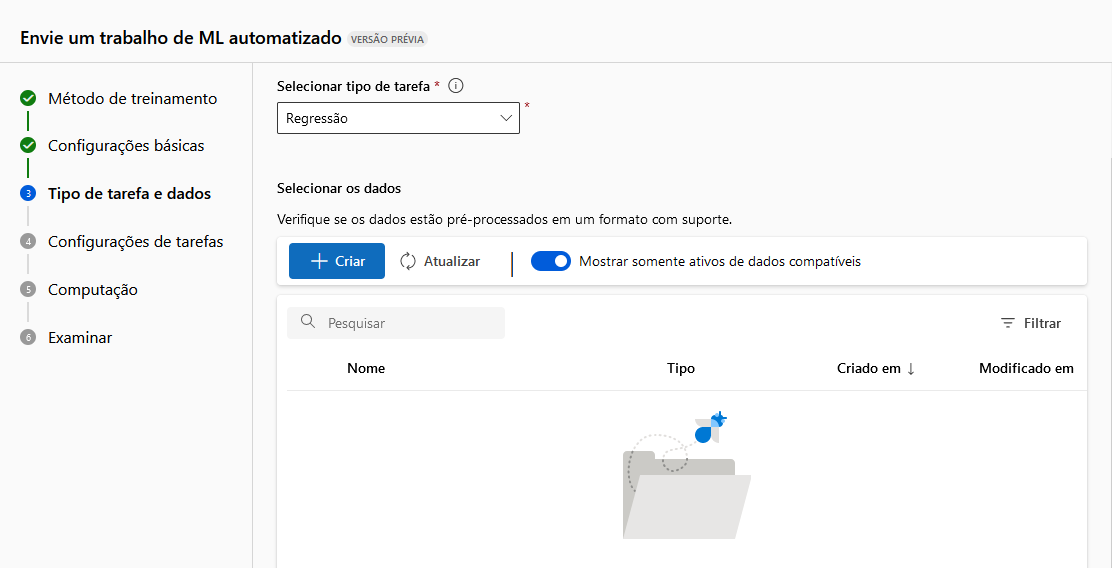 Envie um trabalho de ML automatizado VERSÃO PRÉVIA
Método de treinamento
Configurações básicas
3 Tipo de tarefa e dados
4 Configurações de tarefas
5 Computação
6 Examinar
Selecionar tipo de tarefa *
Regressão *
Selecionar os dados
Verifique se os dados estão pré-processados em um formato com suporte.
Criar Atualizar Mostrar somente ativos de dados compatíveis
Pesquisar Filtrar
Nome Tipo Criado em ↓ Modificado em